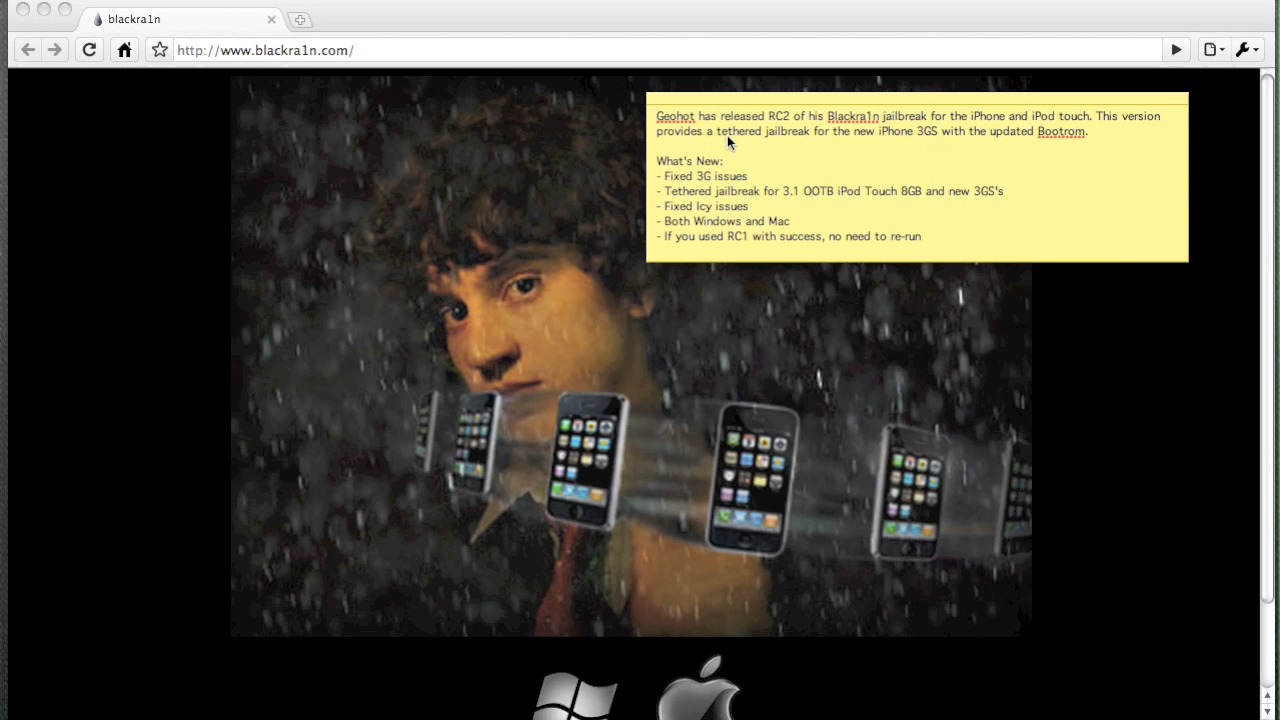 blackra1n
http://www.blackra1n.com/
Geohot has released RC2 of his Blackra1n jailbreak for the iPhone and iPod touch. This version
provides a tethered jailbreak for the new iPhone 3GS with the updated Bootrom.
What's New:
- Fixed 3G issues
- Tethered jailbreak for 3.1 OOTB iPod Touch 8GB and new 3GS's
- Fixed Icy issues
- Both Windows and Mac
- If you used RC1 with success, no need to re-run